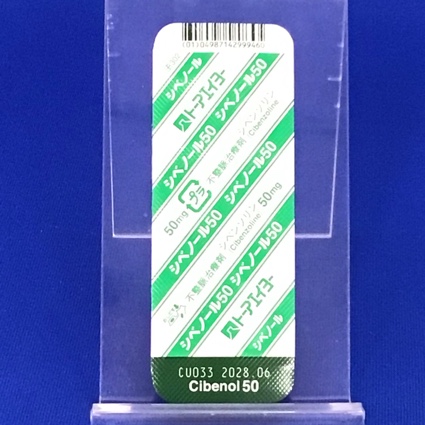 (01)04987142999460
シベノール
トーアエイヨー
シベノール50
シベノール50
シベンゾリン
Cibenzoline
不整脈治療剤
プラ
50mg
シベノール50
シベノール50
50mg
シベンゾリン
Cibenzoline
不整脈治療剤
シベノール50
シベノール50
トーアエイヨー
シベノール
CU033 2028.06
Cibenol 50